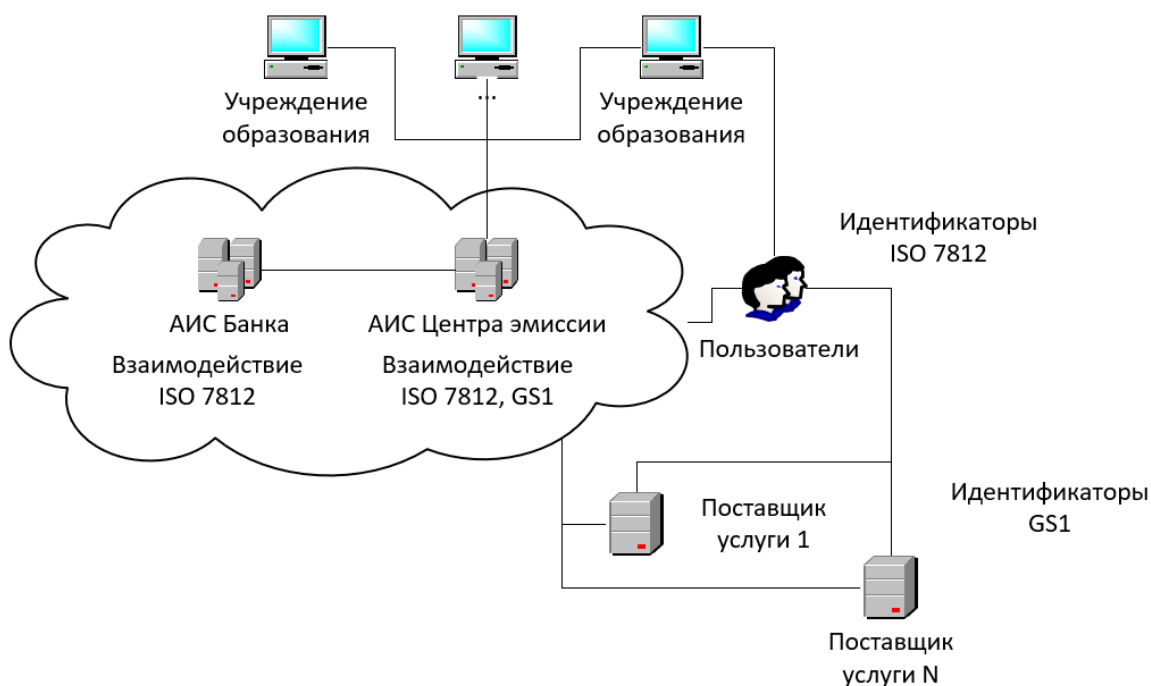 ...
Учреждение
образования
Учреждение
образования
Идентификаторы
ISO 7812
АИС Банка
АИС Центра эмиссии
Пользователи
Взаимодействие
ISO 7812
Взаимодействие
ISO 7812, GS1
Поставщик
услуги 1
Идентификаторы
GS1
Поставщик
услуги N